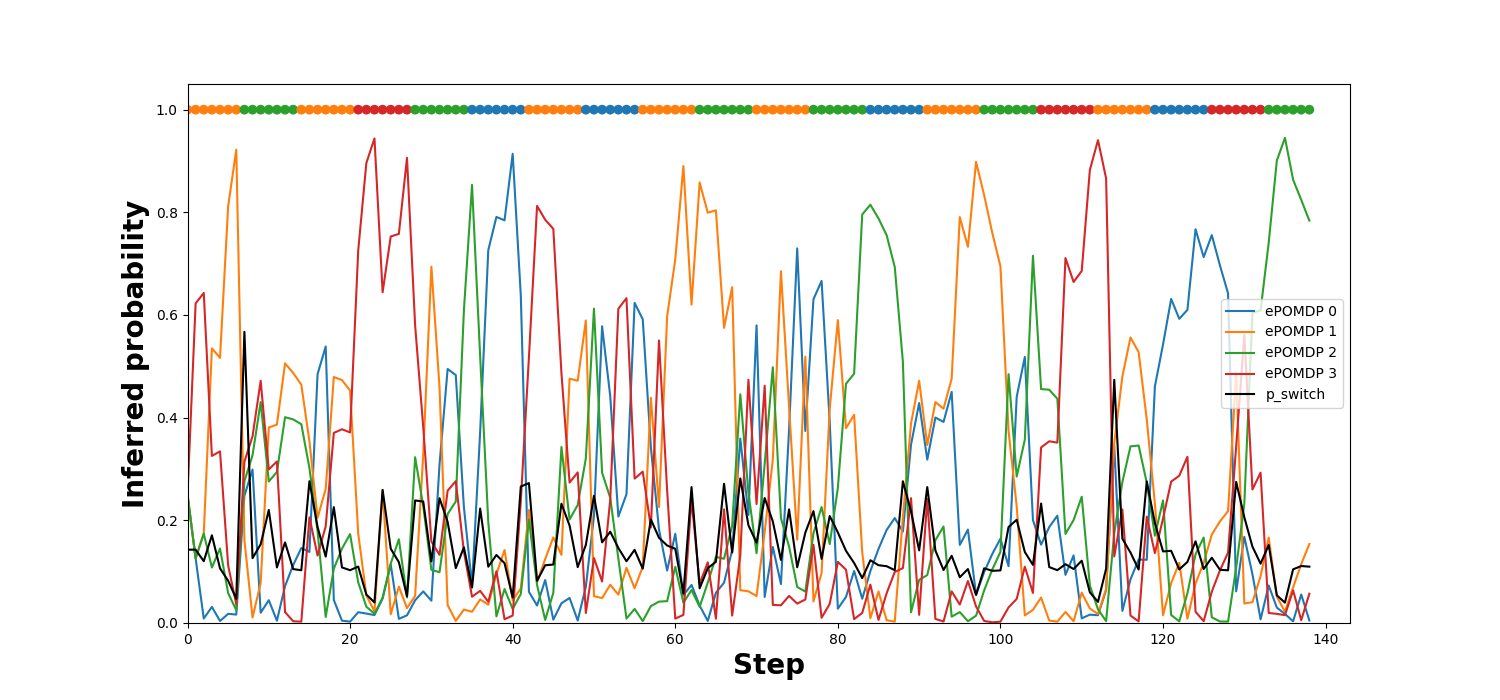 1.0
0.8
0.6
0.4
0.2
0.0
Inferred probability
ePOMDP 0
ePOMDP 1
ePOMDP 2
ePOMDP 3
p_switch
0 20 40 60 80 100 120 140
Step